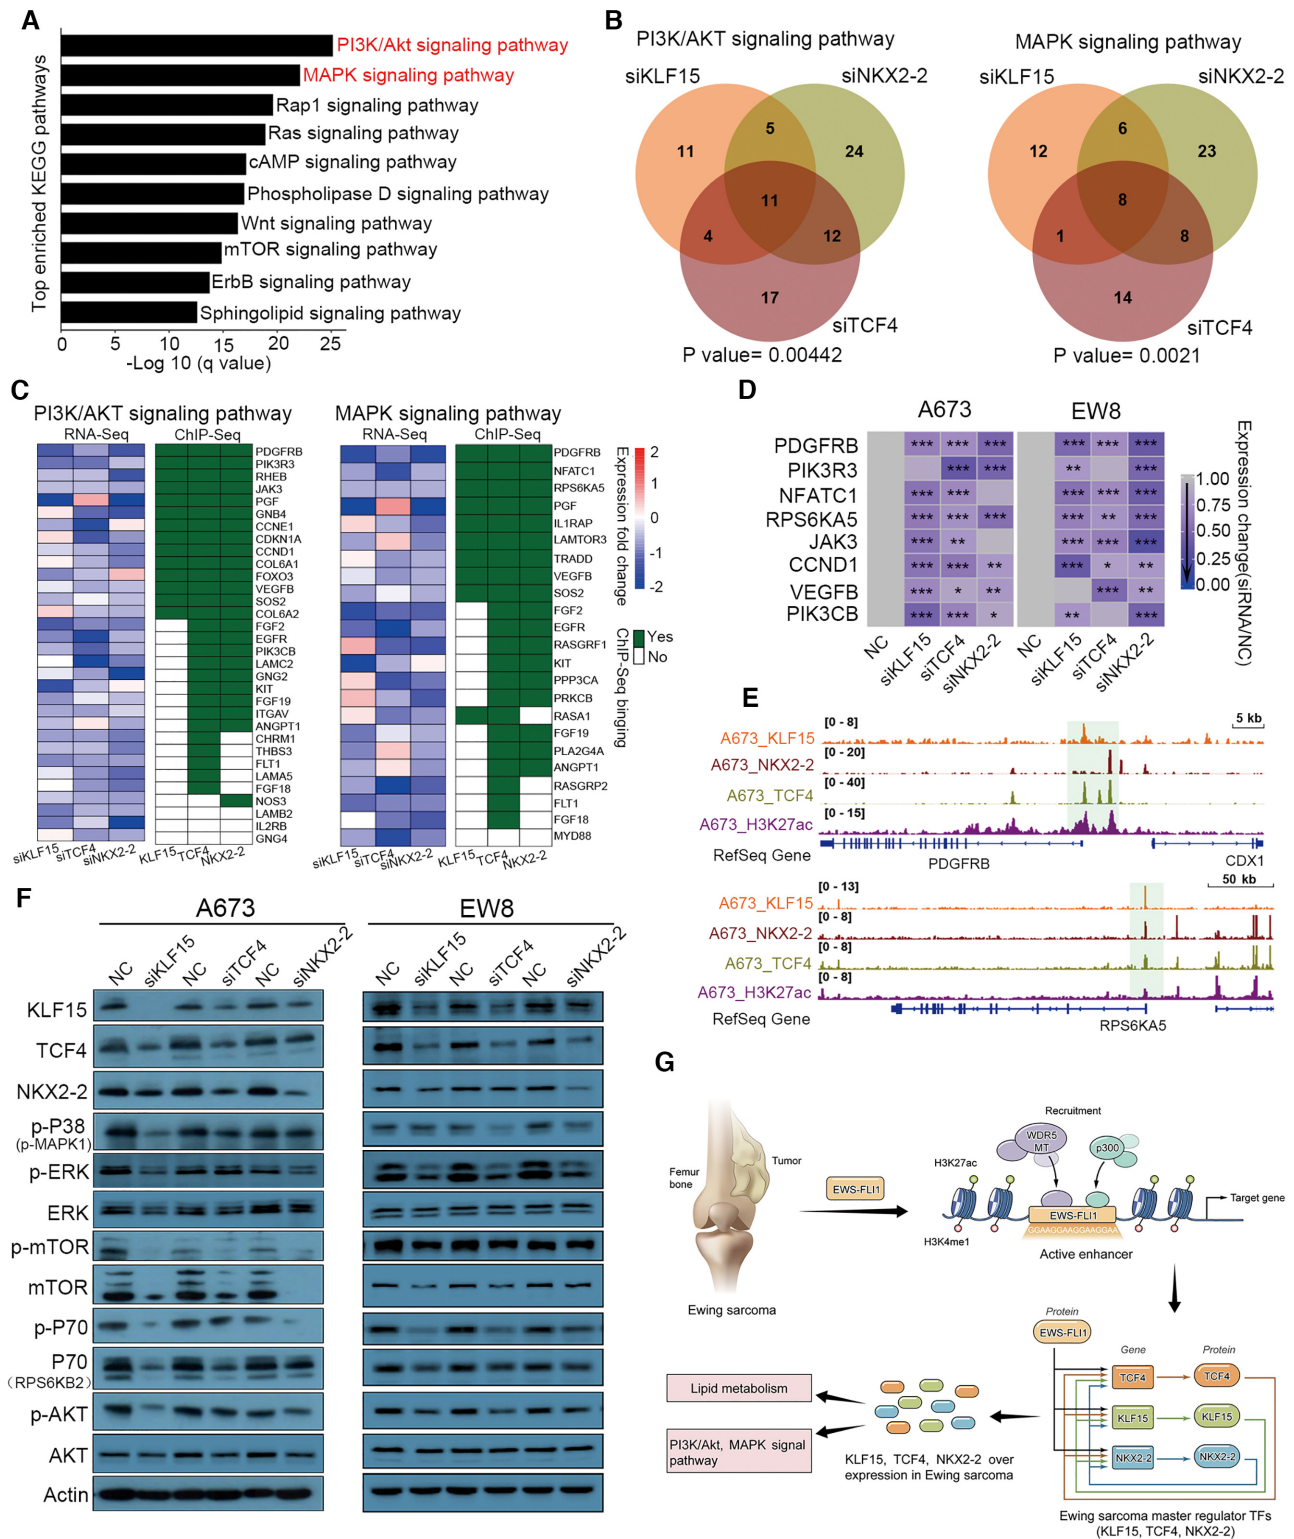 A
Top enriched KEGG pathways
PI3K/Akt signaling pathway
MAPK signaling pathway
Rap1 signaling pathway
Ras signaling pathway
cAMP signaling pathway
Phospholipase D signaling pathway
Wnt signaling pathway
mTOR signaling pathway
ErbB signaling pathway
Sphingolipid signaling pathway
0 5 10 15 20 25
-Log 10 (q value)
B
PI3K/AKT signaling pathway
siKLF15 siNKX2-2
5
11 24
11
4 12
17
siTCF4
P value= 0.00442
MAPK signaling pathway
siKLF15 siNKX2-2
6
12 23
8
1 8
14
siTCF4
P value= 0.0021
C
PI3K/AKT signaling pathway
RNA-Seq ChIP-Seq
PDGFRB
PIK3R3
RHEB
JAK3
PGF
GNB4
CCNE1
CDKN1A
CCND1
COL6A1
FOXO3
VEGFB
SOS2
COL6A2
FGF2
EGFR
PIK3CB
LAMC2
GNG2
KIT
FGF19
ITGAV
ANGPT1
CHRM1
THBS3
FLT1
LAMA5
FGF18
NOS3
LAMB2
IL2RB
GNG4
siKLF15 siTCF4 siNKX2-2 KLF15 TCF4 NKX2-2
MAPK signaling pathway
RNA-Seq ChIP-Seq
PDGFRB
NFATC1
RPS6KA5
PGF
IL1RAP
LAMTOR3
TRADD
VEGFB
SOS2
FGF2
EGFR
RASGRF1
KIT
PPP3CA
PRKCB
RASA1
FGF19
PLA2G4A
ANGPT1
RASGRP2
FLT1
FGF18
MYD88
siKLF15 siTCF4 siNKX2-2 KLF15 TCF4 NKX2-2
Expression fold change
2
1
0
-1
-2
ChIP-Seq binging
Yes
No
D
A673 EW8
PDGFRB *** *** *** *** *** ***
PIK3R3 *** *** ** ***
NFATC1 *** *** *** *** ***
RPS6KA5 *** *** *** *** ** ***
JAK3 *** ** *** *** ***
CCND1 *** *** ** *** * **
VEGFB *** * ** *** **
PIK3CB *** *** * ** ***
NC siKLF15 siTCF4 siNKX2-2 NC siKLF15 siTCF4 siNKX2-2
Expression change(siRNA/NC)
1.00
0.75
0.50
0.25
0.00
E
[0 - 8] 5 kb
A673_KLF15
[0 - 20]
A673_NKX2-2
[0 - 40]
A673_TCF4
[0 - 15]
A673_H3K27ac
RefSeq Gene PDGFRB CDX1
[0 - 13] 50 kb
A673_KLF15
[0 - 8]
A673_NKX2-2
[0 - 8]
A673_TCF4
[0 - 8]
A673_H3K27ac
RefSeq Gene RPS6KA5
F
A673 EW8
NC siKLF15 NC siTCF4 NC siNKX2-2 NC siKLF15 NC siTCF4 NC siNKX2-2
KLF15
TCF4
NKX2-2
p-P38
(p-MAPK1)
p-ERK
ERK
p-mTOR
mTOR
p-P70
P70
(RPS6KB2)
p-AKT
AKT
Actin
G
Femur
bone
Tumor
Ewing sarcoma
EWS-FLI1
Recruitment
WDR5
MT
p300
H3K27ac
Target gene
EWS-FLI1
GGAAGGAAGGAAGGAA
H3K4me1
Active enhancer
Protein
EWS-FLI1
Gene Protein
TCF4 TCF4
KLF15 KLF15
NKX2-2 NKX2-2
Lipid metabolism
PI3K/Akt, MAPK signal
pathway
KLF15, TCF4, NKX2-2 over
expression in Ewing sarcoma
Ewing sarcoma master regulator TFs
(KLF15, TCF4, NKX2-2)